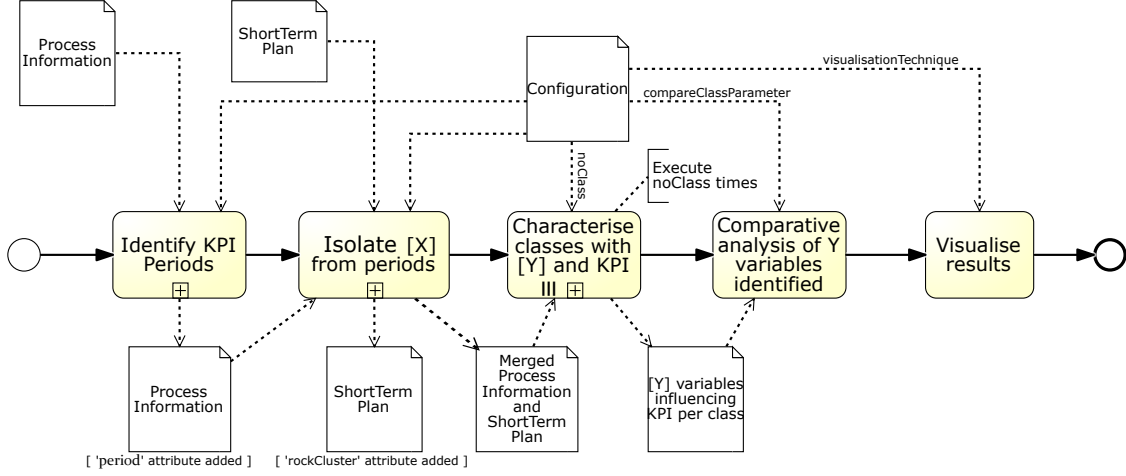 Process
Information
ShortTerm
Plan
Configuration
visualisationTechnique
compareClassParameter
noClass
Execute
noClass times
Identify KPI
Periods
Isolate [X]
from periods
Characterise
classes with
[Y] and KPI
Comparative
analysis of Y
variables
identified
Visualise
results
Process
Information
[ 'period' attribute added ]
ShortTerm
Plan
[ 'rockCluster' attribute added ]
Merged
Process
Information
and
ShortTerm
Plan
[Y] variables
influencing
KPI per class